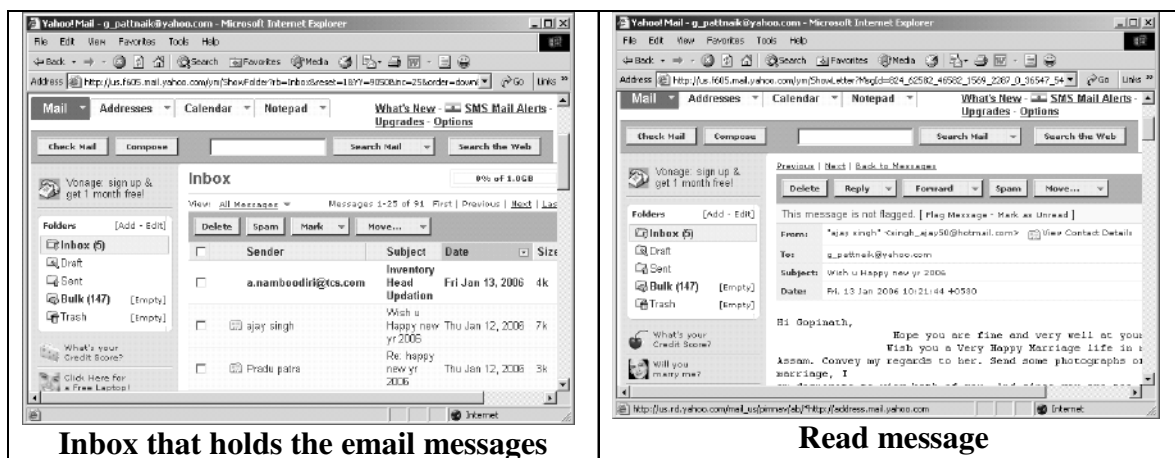 Yahoo! Mail - g_pattnaik@yahoo.com - Microsoft Internet Explorer
File Edit View Favorites Tools Help
Back Search Favorites Media
Address http://us.f605.mail.yahoo.com/ym/ShowFolder?rb=Inbox&reset=1&YY=90508&inc=25&order=down Go Links
Mail Addresses Calendar Notepad What's New - SMS Mail Alerts -
Upgrades - Options
Check Mail Compose Search Mail Search the Web
Vonage: sign up &
get 1 month free!
Inbox 0% of 1.0GB
View: All Messages Messages 1-25 of 91 First | Previous | Next | Las
Folders [Add - Edit]
Delete Spam Mark Move...
Inbox (5)
Draft
Sent
Bulk (147) [Empty]
Trash [Empty]
Sender Subject Date Size
a.namboodiri@tcs.com Inventory Head Updation Fri Jan 13, 2006 4k
ajay singh Wish u Happy new yr 2006 Thu Jan 12, 2006 7k
Pradu patra Re: happy new yr 2006 Thu Jan 12, 2006 3k
What's your
Credit Score?
Click Here for
a Free Laptop!
Internet
Inbox that holds the email messages
Yahoo! Mail - g_pattnaik@yahoo.com - Microsoft Internet Explorer
File Edit View Favorites Tools Help
Back Search Favorites Media
Address http://us.f605.mail.yahoo.com/ym/ShowLetter?MsgId=824_62582_46582_1569_2287_0_36547_54 Go Links
Mail Addresses Calendar Notepad What's New - SMS Mail Alerts -
Upgrades - Options
Check Mail Compose Search Mail Search the Web
Vonage: sign up &
get 1 month free!
Previous | Next | Back to Messages
Delete Reply Forward Spam Move...
Folders [Add - Edit]
Inbox (5)
Draft
Sent
Bulk (147) [Empty]
Trash [Empty]
This message is not flagged. [ Flag Message - Mark as Unread ]
From: "ajay singh" <singh_ajay50@hotmail.com> View Contact Details
To: g_pattnaik@yahoo.com
Subject: Wish u Happy new yr 2006
Date: Fri, 13 Jan 2006 10:21:44 +0530
What's your
Credit Score?
Will you
marry me?
Hi Gopinath,
Hope you are fine and very well at your
Wish you a Very Happy Marriage life in
Assam. Convey my regards to her. Send some photographs of
marriage, I
http://us.rd.yahoo.com/mail_us/pimnav/ab/*http://address.mail.yahoo.com Internet
Read message